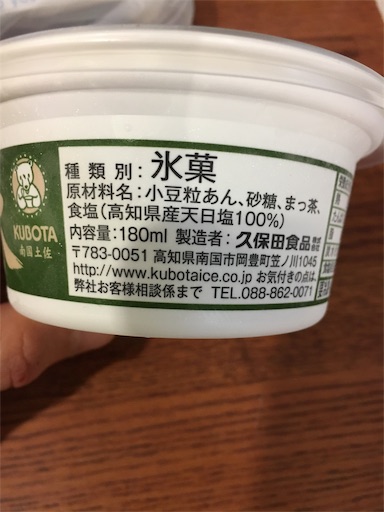 種類別：氷菓
原材料名：小豆粒あん、砂糖、まっ茶、
食塩（高知県産天日塩100%）
内容量：180ml 製造者：久保田食品株式会社
〒783-0051 高知県南国市岡豊町笠ノ川1045
http://www.kubotaice.co.jp お気付きの点は、
弊社お客様相談係まで TEL.088-862-0071
KUBOTA
南国土佐